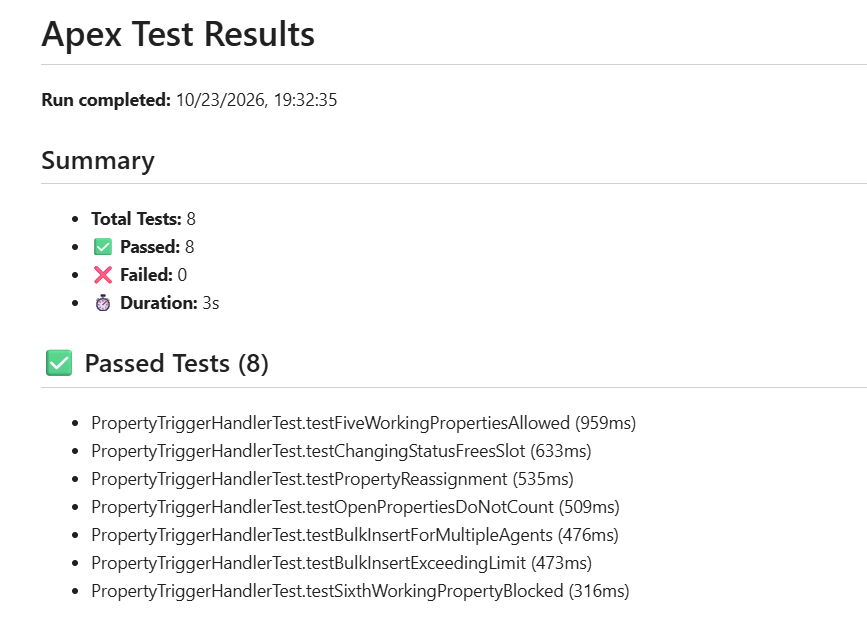 Apex Test Results
Run completed: 10/23/2026, 19:32:35
Summary
Total Tests: 8
✅ Passed: 8
❌ Failed: 0
⏱ Duration: 3s
✅ Passed Tests (8)
PropertyTriggerHandlerTest.testFiveWorkingPropertiesAllowed (959ms)
PropertyTriggerHandlerTest.testChangingStatusFreesSlot (633ms)
PropertyTriggerHandlerTest.testPropertyReassignment (535ms)
PropertyTriggerHandlerTest.testOpenPropertiesDoNotCount (509ms)
PropertyTriggerHandlerTest.testBulkInsertForMultipleAgents (476ms)
PropertyTriggerHandlerTest.testBulkInsertExceedingLimit (473ms)
PropertyTriggerHandlerTest.testSixthWorkingPropertyBlocked (316ms)